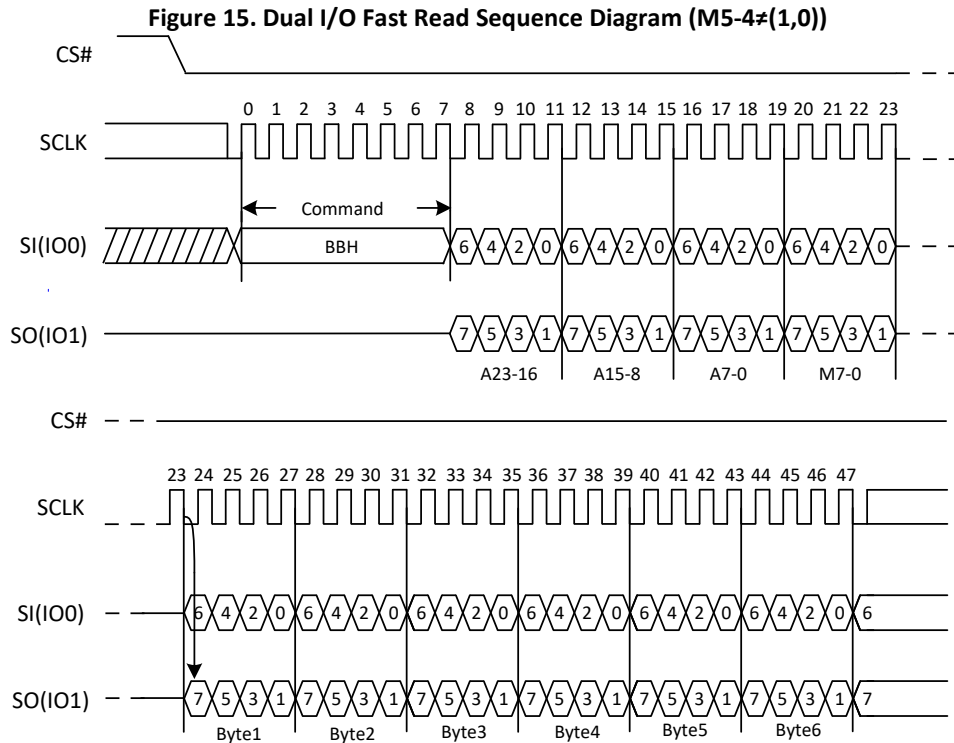 Figure 15. Dual I/O Fast Read Sequence Diagram (M5-4≠(1,0))
CS#
0 1 2 3 4 5 6 7 8 9 10 11 12 13 14 15 16 17 18 19 20 21 22 23
SCLK
Command
SI(IO0) BBH 6 4 2 0 6 4 2 0 6 4 2 0 6 4 2 0
SO(IO1) 7 5 3 1 7 5 3 1 7 5 3 1 7 5 3 1
A23-16 A15-8 A7-0 M7-0
CS#
23 24 25 26 27 28 29 30 31 32 33 34 35 36 37 38 39 40 41 42 43 44 45 46 47
SCLK
SI(IO0) 6 4 2 0 6 4 2 0 6 4 2 0 6 4 2 0 6 4 2 0 6 4 2 0 6
SO(IO1) 7 5 3 1 7 5 3 1 7 5 3 1 7 5 3 1 7 5 3 1 7 5 3 1 7
Byte1 Byte2 Byte3 Byte4 Byte5 Byte6